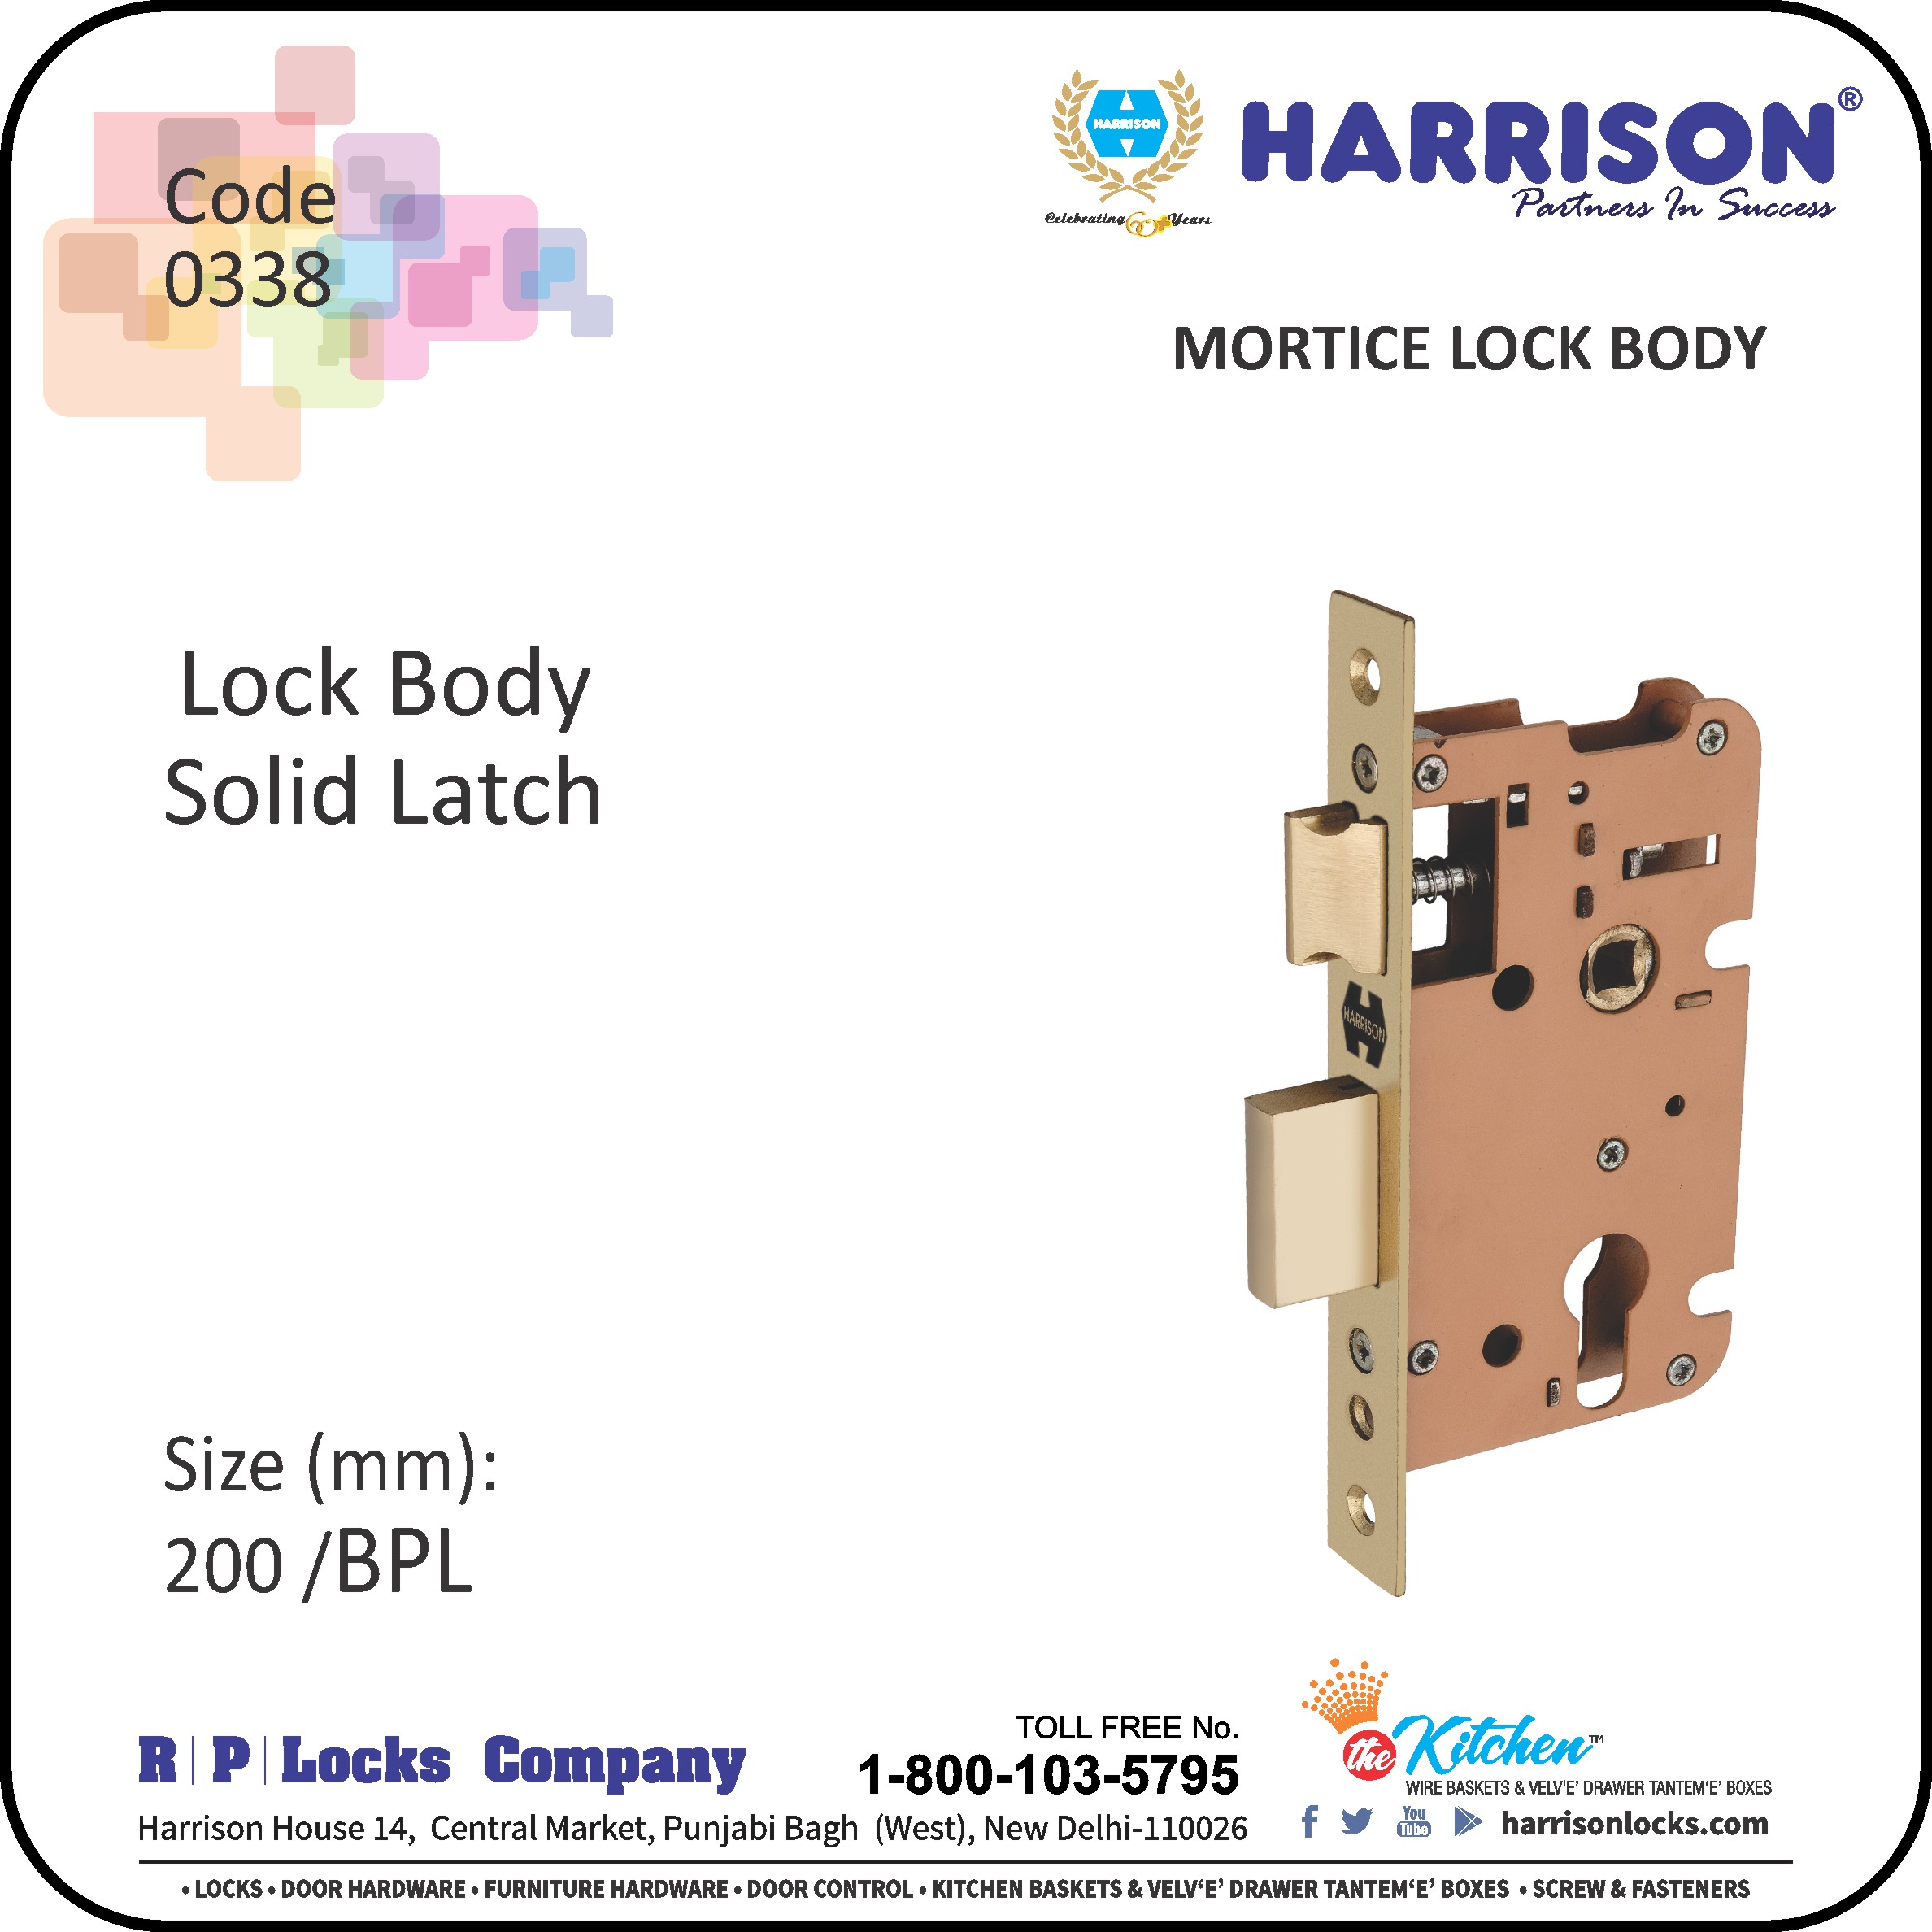 Code
0338
HARRISON
Celebrating 60+ Years
HARRISON®
Partners In Success
MORTICE LOCK BODY
Lock Body
Solid Latch
HARRISON
Size (mm):
200 /BPL
R|P|Locks Company
Harrison House 14, Central Market, Punjabi Bagh (West), New Delhi-110026
TOLL FREE No.
1-800-103-5795
the Kitchen™
WIRE BASKETS & VELV'E' DRAWER TANTEM'E' BOXES
f You Tube harrisonlocks.com
• LOCKS • DOOR HARDWARE • FURNITURE HARDWARE • DOOR CONTROL • KITCHEN BASKETS & VELV‘E’ DRAWER TANTEM‘E’ BOXES • SCREW & FASTENERS